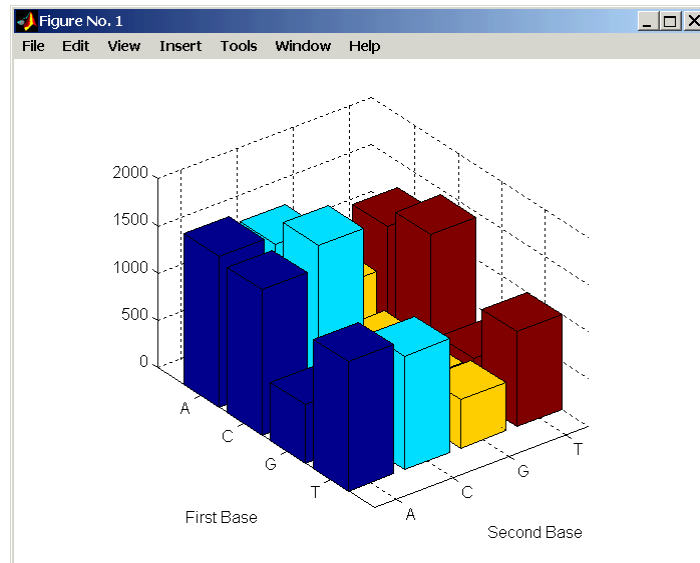 Figure No. 1
File Edit View Insert Tools Window Help
2000
1500
1000
500
0
A
C
G
T
First Base
A
C
G
T
Second Base